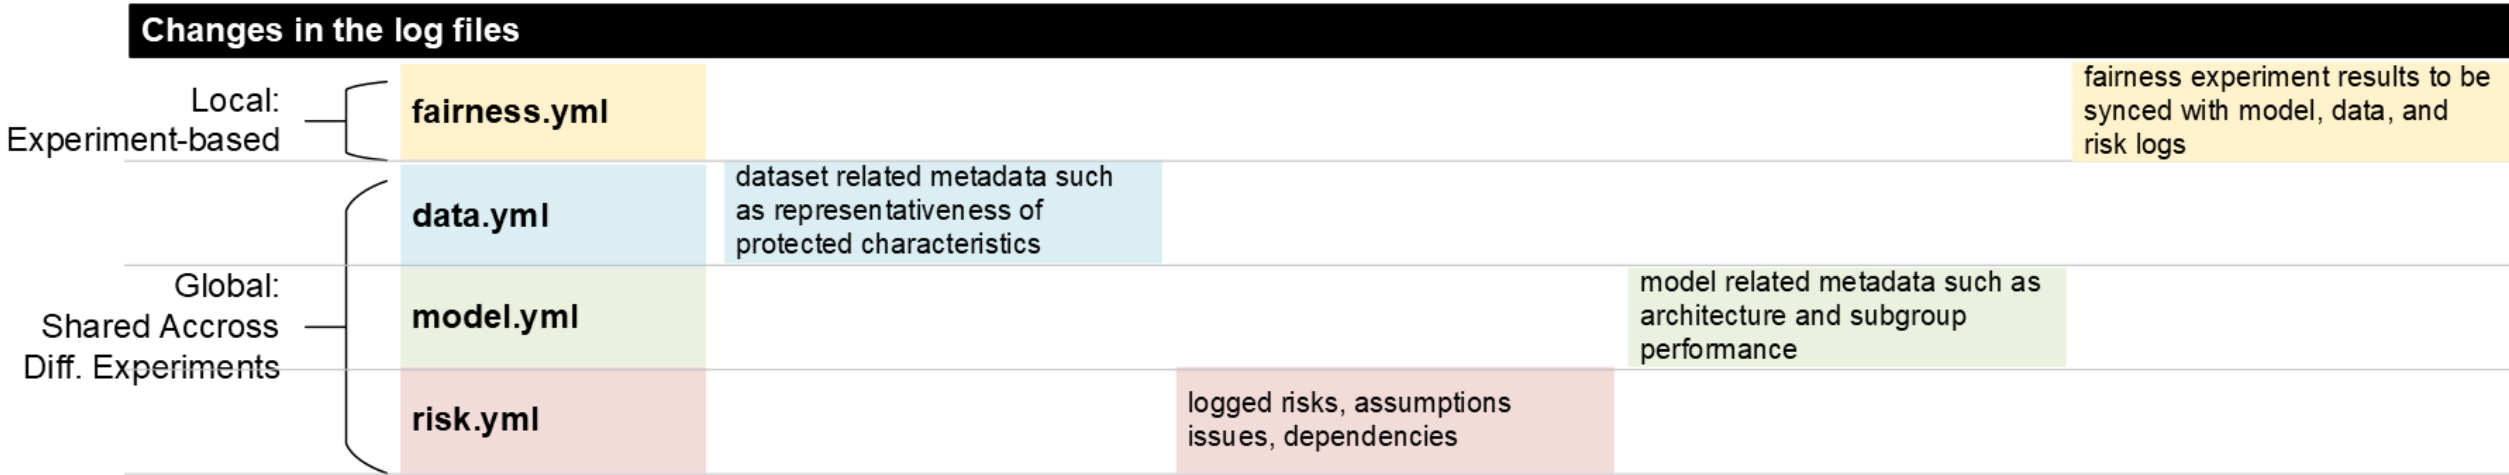 Changes in the log files
Local:
Experiment-based
fairness.yml
fairness experiment results to be
synced with model, data, and
risk logs
data.yml
dataset related metadata such
as representativeness of
protected characteristics
Global:
Shared Accross
Diff. Experiments
model.yml
model related metadata such as
architecture and subgroup
performance
risk.yml
logged risks, assumptions
issues, dependencies